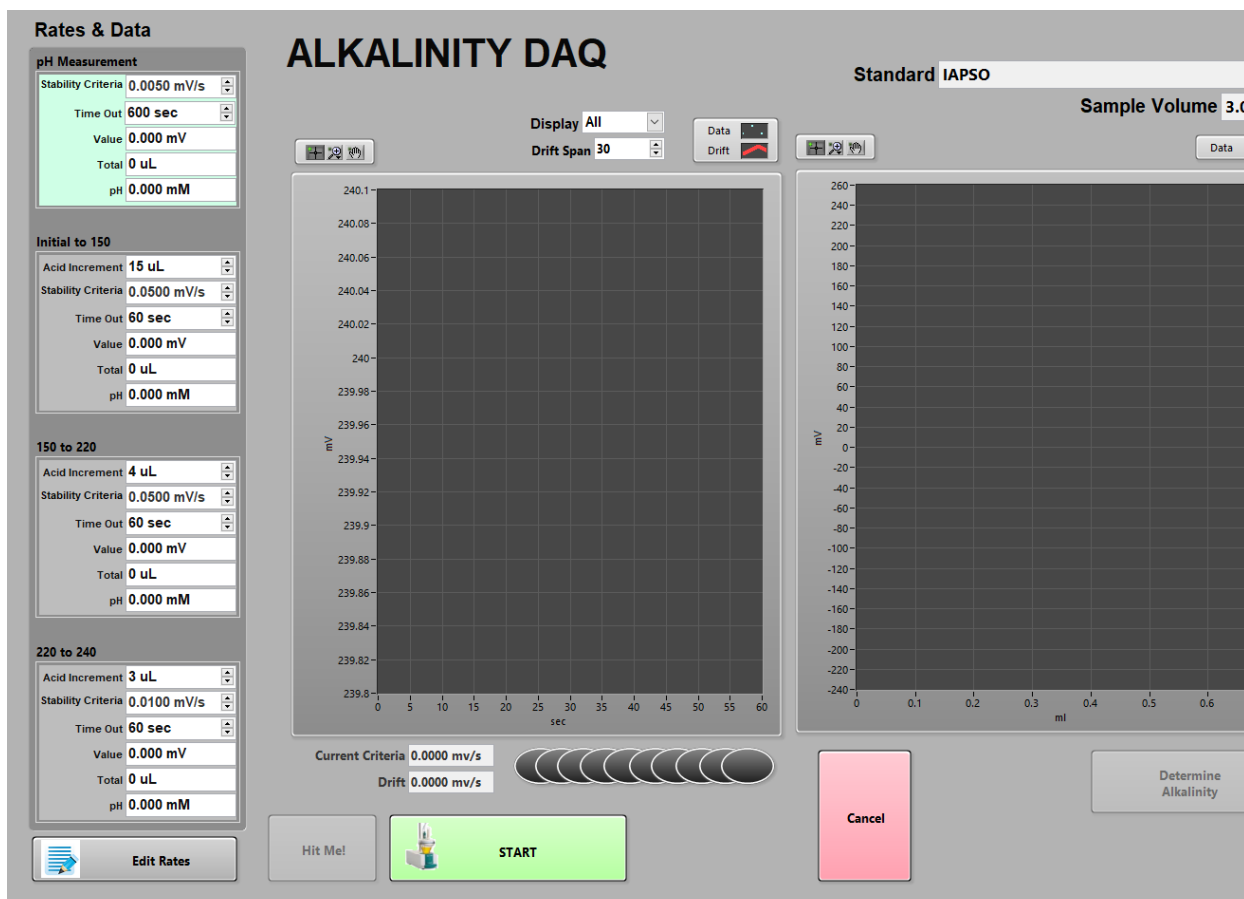 Rates & Data
pH Measurement
Stability Criteria 0.0050 mV/s
Time Out 600 sec
Value 0.000 mV
Total 0 uL
pH 0.000 mM
Initial to 150
Acid Increment 15 uL
Stability Criteria 0.0500 mV/s
Time Out 60 sec
Value 0.000 mV
Total 0 uL
pH 0.000 mM
150 to 220
Acid Increment 4 uL
Stability Criteria 0.0500 mV/s
Time Out 60 sec
Value 0.000 mV
Total 0 uL
pH 0.000 mM
220 to 240
Acid Increment 3 uL
Stability Criteria 0.0100 mV/s
Time Out 60 sec
Value 0.000 mV
Total 0 uL
pH 0.000 mM
Edit Rates
ALKALINITY DAQ
Standard IAPSO
Sample Volume 3.0
Display All
Drift Span 30
Data
Drift
240.1
240.08
240.06
240.04
240.02
240
239.98
239.96
239.94
239.92
239.9
239.88
239.86
239.84
239.82
239.8
mV
0 5 10 15 20 25 30 35 40 45 50 55 60
sec
Data
260
240
220
200
180
160
140
120
100
80
60
40
20
0
-20
-40
-60
-80
-100
-120
-140
-160
-180
-200
-220
-240
mV
0 0.1 0.2 0.3 0.4 0.5 0.6
ml
Current Criteria 0.0000 mv/s
Drift 0.0000 mv/s
Hit Me!
START
Cancel
Determine
Alkalinity